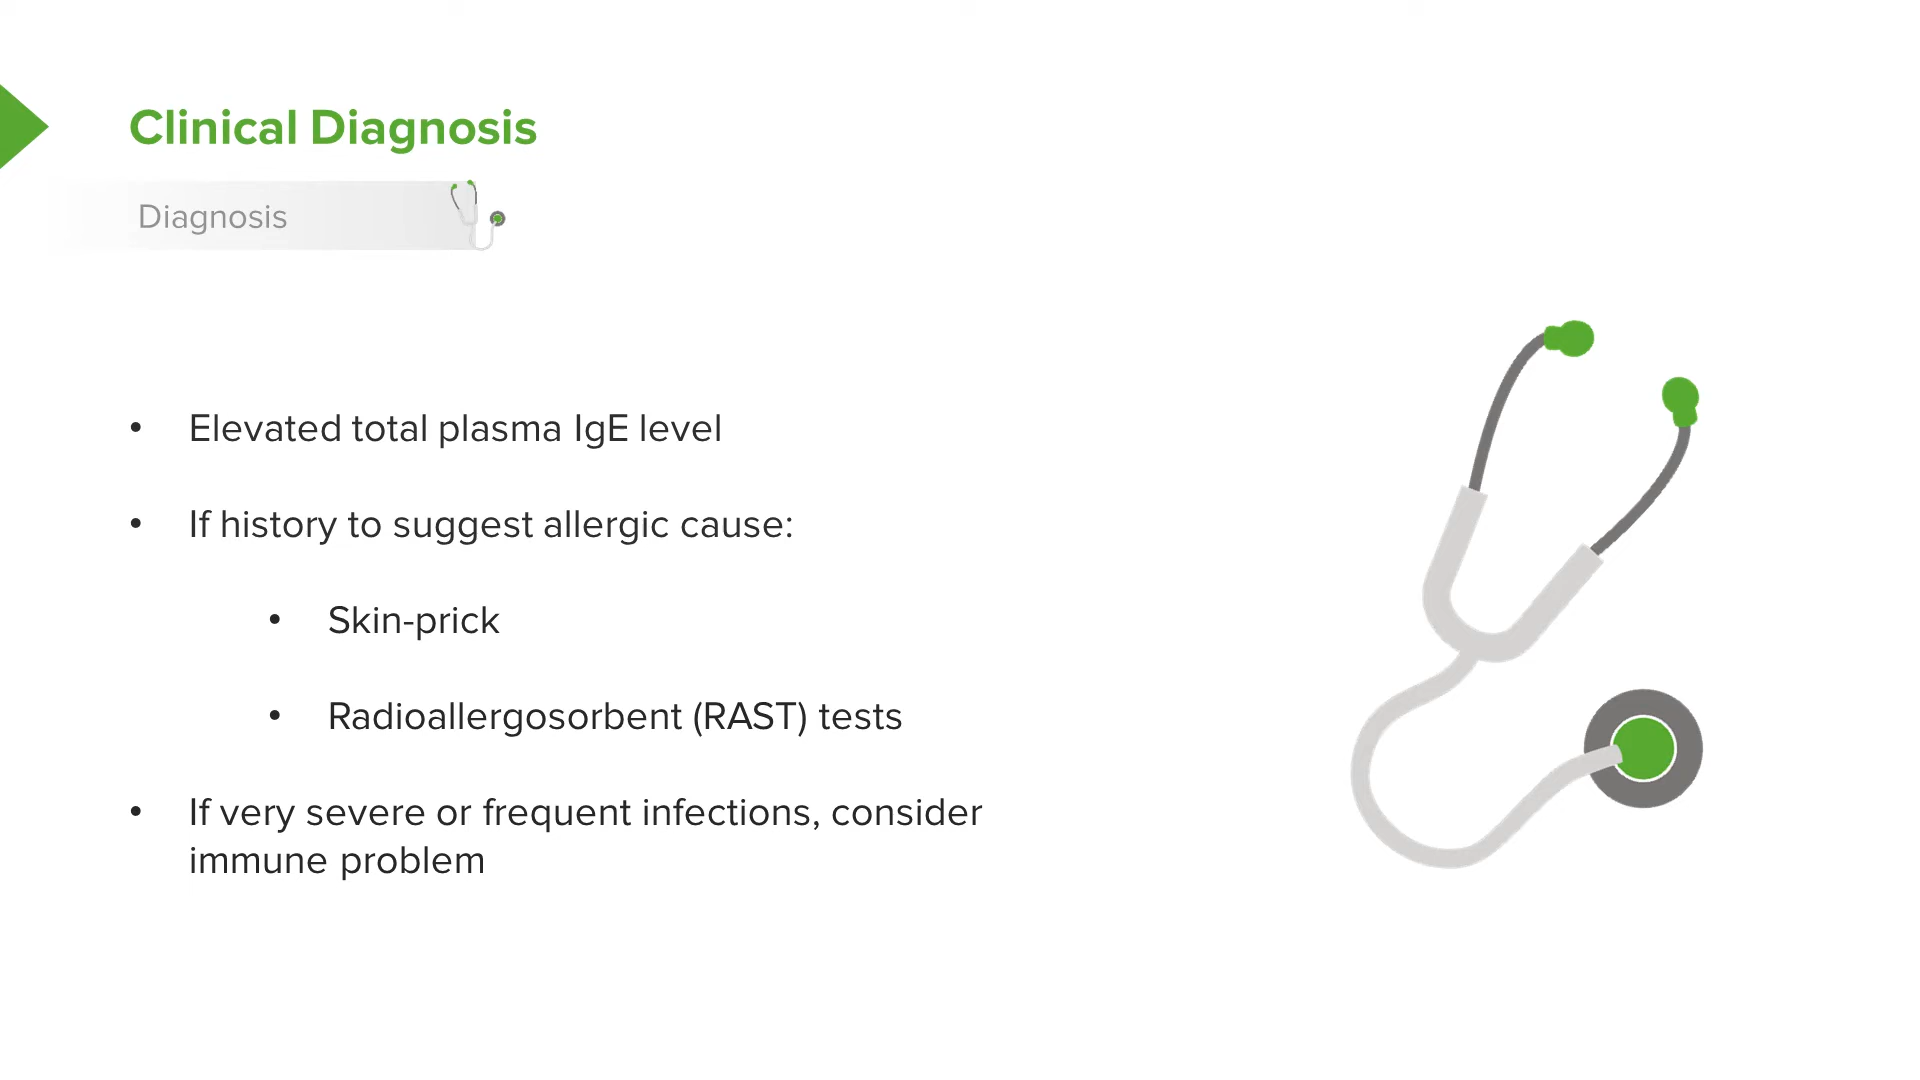 Clinical Diagnosis
Diagnosis
• Elevated total plasma IgE level
• If history to suggest allergic cause:
• Skin-prick
• Radioallergosorbent (RAST) tests
• If very severe or frequent infections, consider
immune problem